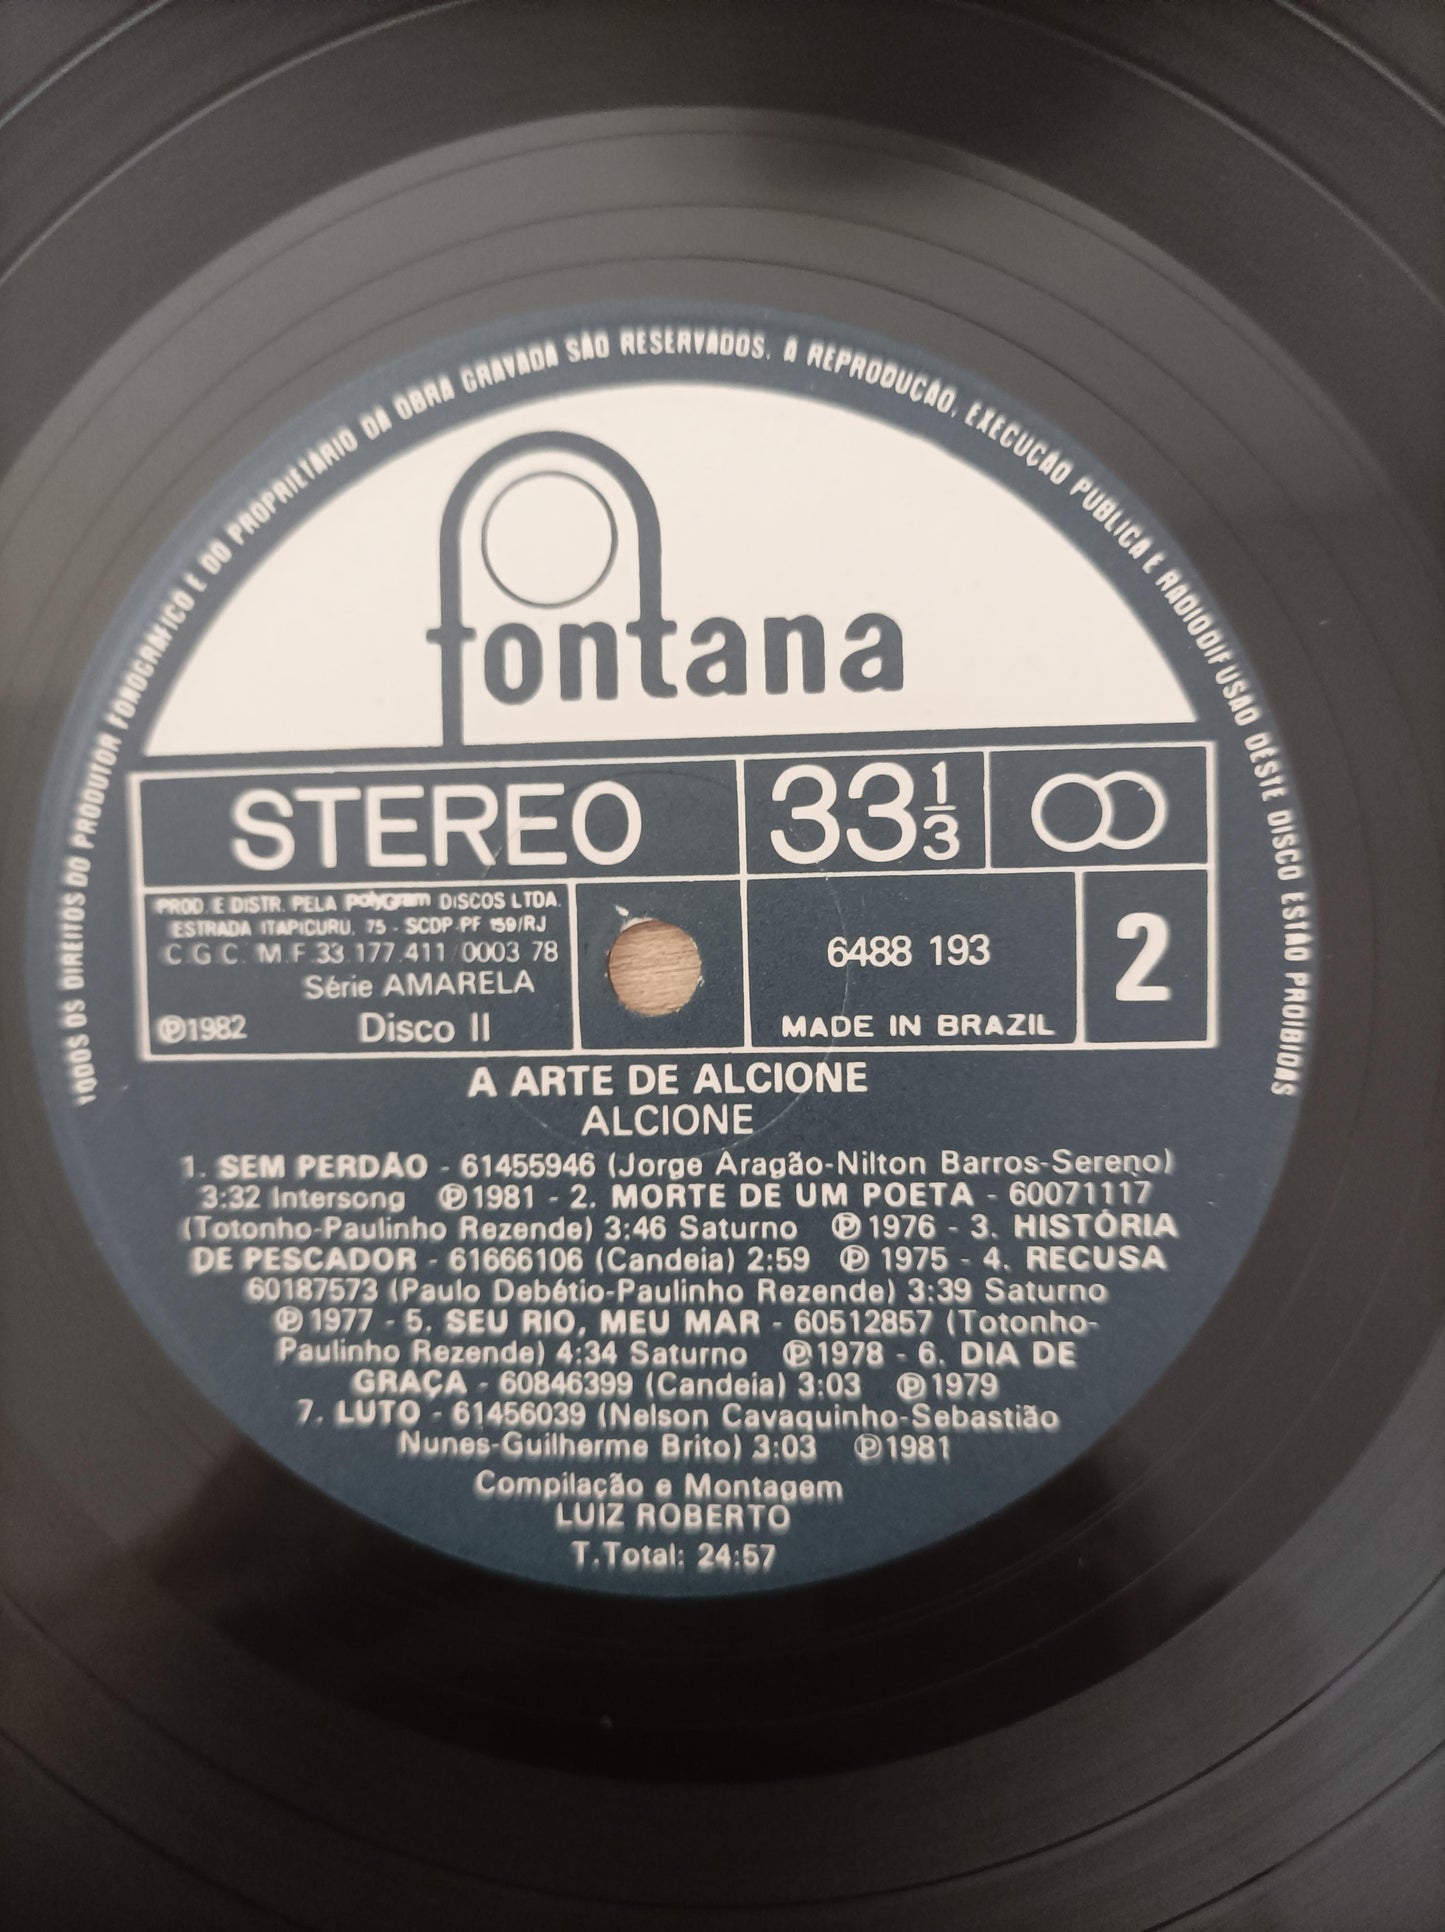 TODOS OS DIREITOS DO PRODUTOR FONOGRÁFICO E DO PROPRIETÁRIO DA OBRA GRAVADA SÃO RESERVADOS. A REPRODUÇÃO, EXECUÇÃO PÚBLICA E RADIODIFUSÃO DÊSTE DISCO ESTÃO PROIBIDAS
fontana
STEREO
33 1/3
PROD. E DISTR. PELA polyGram DISCOS LTDA.
ESTRADA ITAPICURU, 75 - SCDP-PF 159/RJ
C.G.C. M.F. 33.177.411/0003 78
Série AMARELA
℗1982 Disco II
6488 193
MADE IN BRAZIL
2
A ARTE DE ALCIONE
ALCIONE
1. SEM PERDÃO - 61455946 (Jorge Aragão-Nilton Barros-Sereno)
3:32 Intersong ℗1981 - 2. MORTE DE UM POETA - 60071117
(Totonho-Paulinho Rezende) 3:46 Saturno ℗1976 - 3. HISTÓRIA
DE PESCADOR - 61666106 (Candeia) 2:59 ℗ 1975 - 4. RECUSA
60187573 (Paulo Debétio-Paulinho Rezende) 3:39 Saturno
℗1977 - 5. SEU RIO, MEU MAR - 60512857 (Totonho-
Paulinho Rezende) 4:34 Saturno ℗1978 - 6. DIA DE
GRAÇA - 60846399 (Candeia) 3:03 ℗1979
7. LUTO - 61456039 (Nelson Cavaquinho-Sebastião
Nunes-Guilherme Brito) 3:03 ℗1981
Compilação e Montagem
LUIZ ROBERTO
T.Total: 24:57